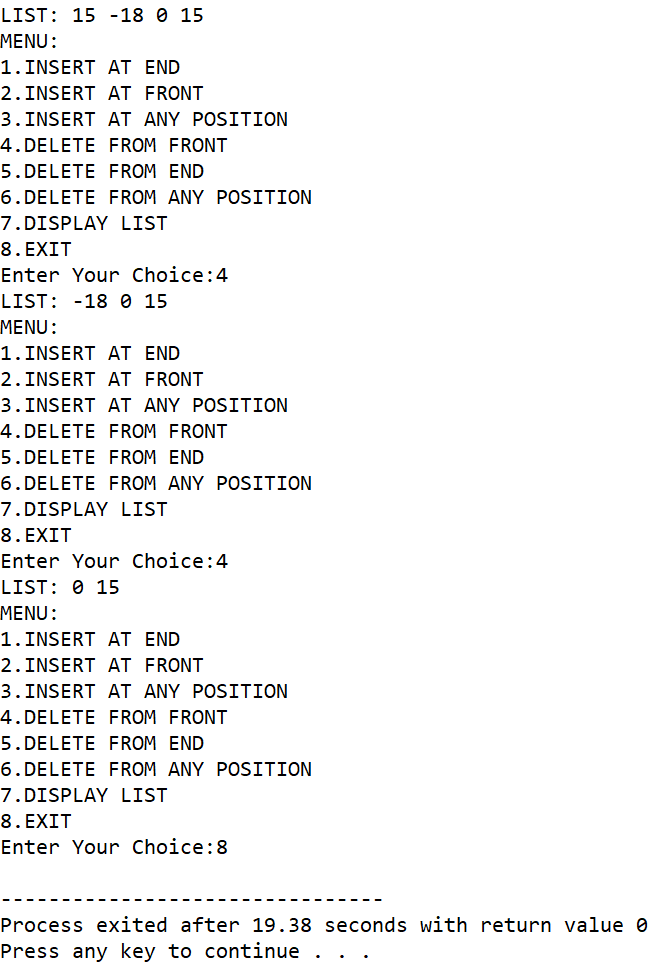 LIST: 15 -18 0 15
MENU:
1.INSERT AT END
2.INSERT AT FRONT
3.INSERT AT ANY POSITION
4.DELETE FROM FRONT
5.DELETE FROM END
6.DELETE FROM ANY POSITION
7.DISPLAY LIST
8.EXIT
Enter Your Choice:4
LIST: -18 0 15
MENU:
1.INSERT AT END
2.INSERT AT FRONT
3.INSERT AT ANY POSITION
4.DELETE FROM FRONT
5.DELETE FROM END
6.DELETE FROM ANY POSITION
7.DISPLAY LIST
8.EXIT
Enter Your Choice:4
LIST: 0 15
MENU:
1.INSERT AT END
2.INSERT AT FRONT
3.INSERT AT ANY POSITION
4.DELETE FROM FRONT
5.DELETE FROM END
6.DELETE FROM ANY POSITION
7.DISPLAY LIST
8.EXIT
Enter Your Choice:8
--------------------------------
Process exited after 19.38 seconds with return value 0
Press any key to continue . . .